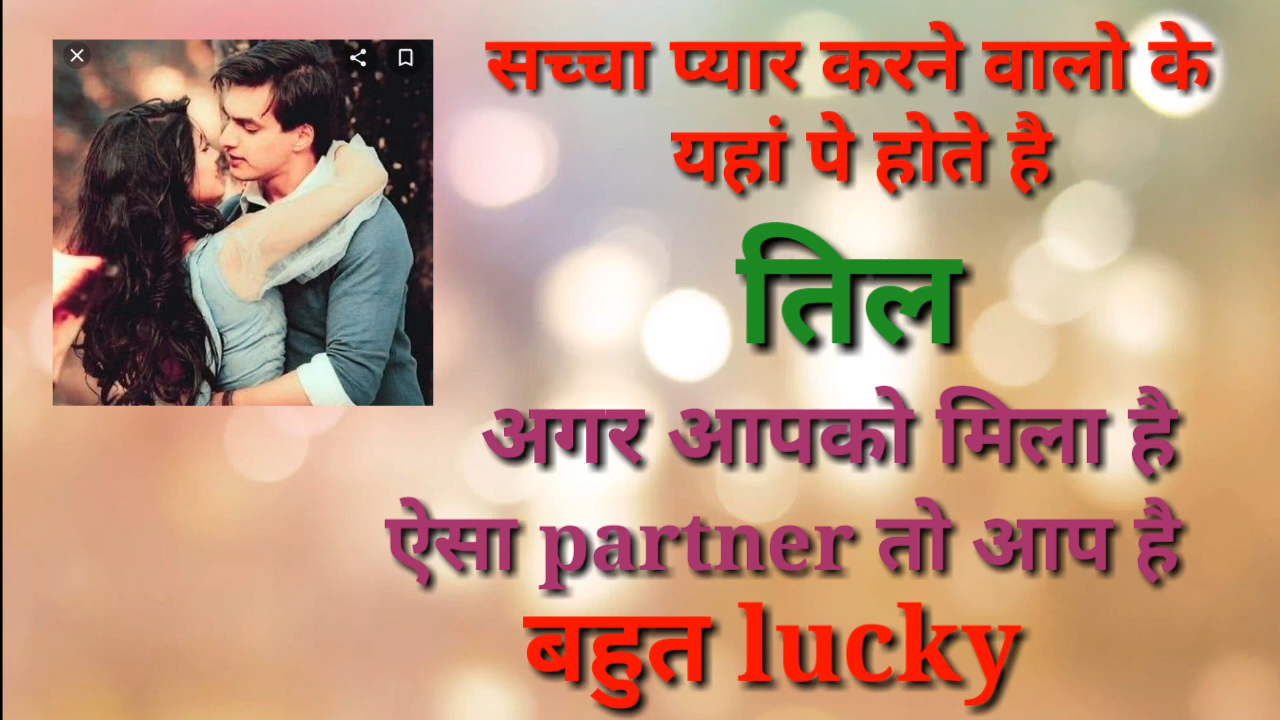 सच्चा प्यार करने वालो के
यहां पे होते है
तिल
अगर आपको मिला है
ऐसा partner तो आप है
बहुत lucky